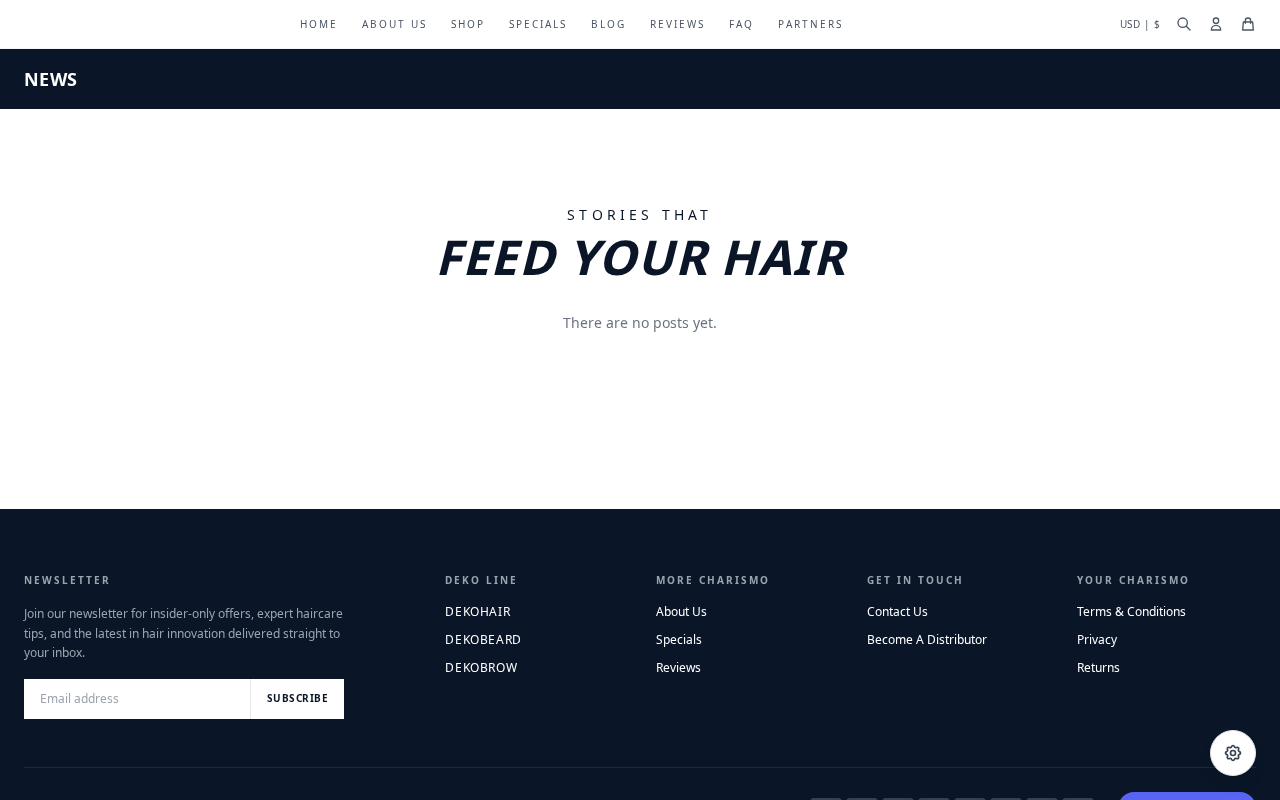 HOME ABOUT US SHOP SPECIALS BLOG REVIEWS FAQ PARTNERS USD | $
NEWS
STORIES THAT
FEED YOUR HAIR
There are no posts yet.
NEWSLETTER
Join our newsletter for insider-only offers, expert haircare
tips, and the latest in hair innovation delivered straight to
your inbox.
Email address SUBSCRIBE
DEKO LINE
DEKOHAIR
DEKOBEARD
DEKOBROW
MORE CHARISMO
About Us
Specials
Reviews
GET IN TOUCH
Contact Us
Become A Distributor
YOUR CHARISMO
Terms & Conditions
Privacy
Returns